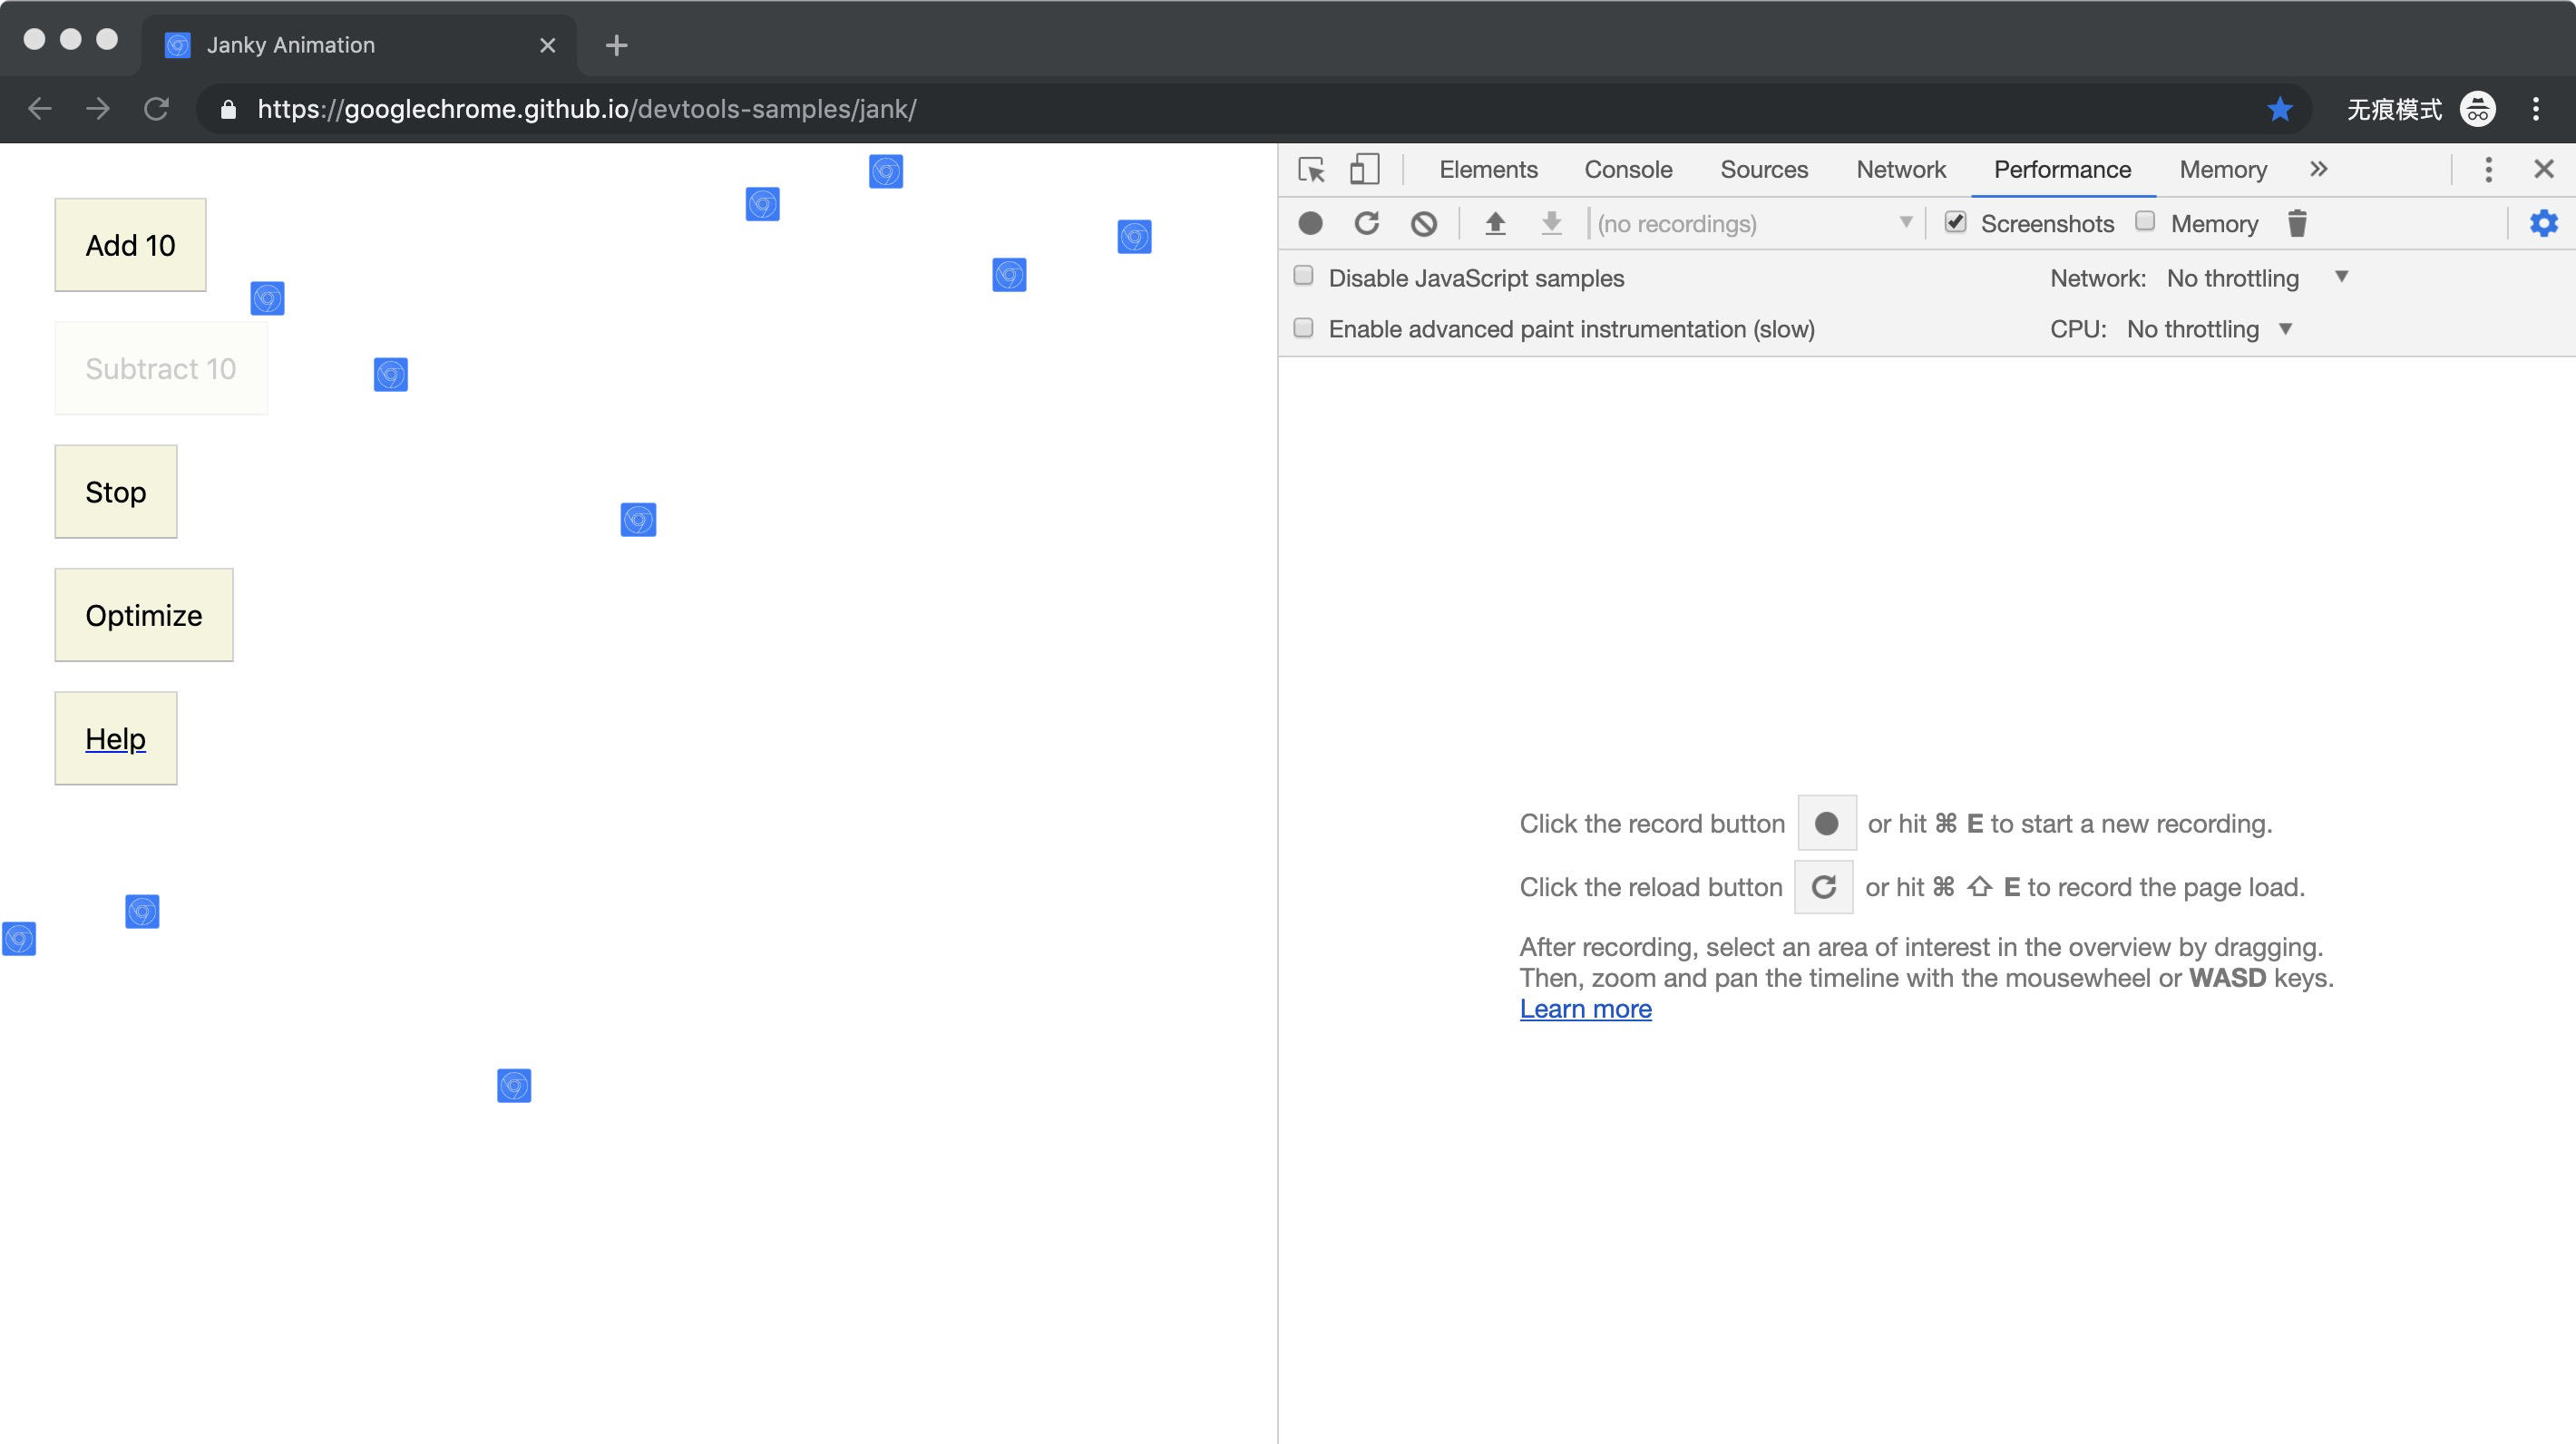 Janky Animation
https://googlechrome.github.io/devtools-samples/jank/
无痕模式
Add 10
Subtract 10
Stop
Optimize
Help
Elements Console Sources Network Performance Memory »
(no recordings) Screenshots Memory
Disable JavaScript samples Network: No throttling
Enable advanced paint instrumentation (slow) CPU: No throttling
Click the record button or hit ⌘ E to start a new recording.
Click the reload button or hit ⌘ ⇧ E to record the page load.
After recording, select an area of interest in the overview by dragging.
Then, zoom and pan the timeline with the mousewheel or WASD keys.
Learn more